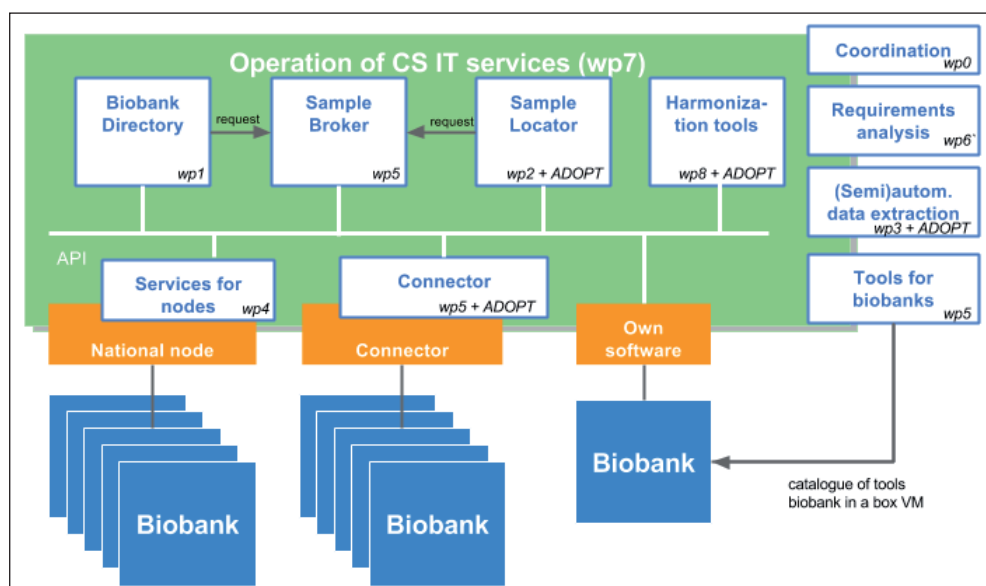 Operation of CS IT services (wp7)
Biobank
Directory
wp1
request
Sample
Broker
wp5
request
Sample
Locator
wp2 + ADOPT
Harmoniza-
tion tools
wp8 + ADOPT
Coordination
wp0
Requirements
analysis
wp6`
(Semi)autom.
data extraction
wp3 + ADOPT
Tools for
biobanks
wp5
API
Services for
nodes
wp4
Connector
wp5 + ADOPT
National node
Connector
Own
software
Biobank
Biobank
Biobank
catalogue of tools
biobank in a box VM